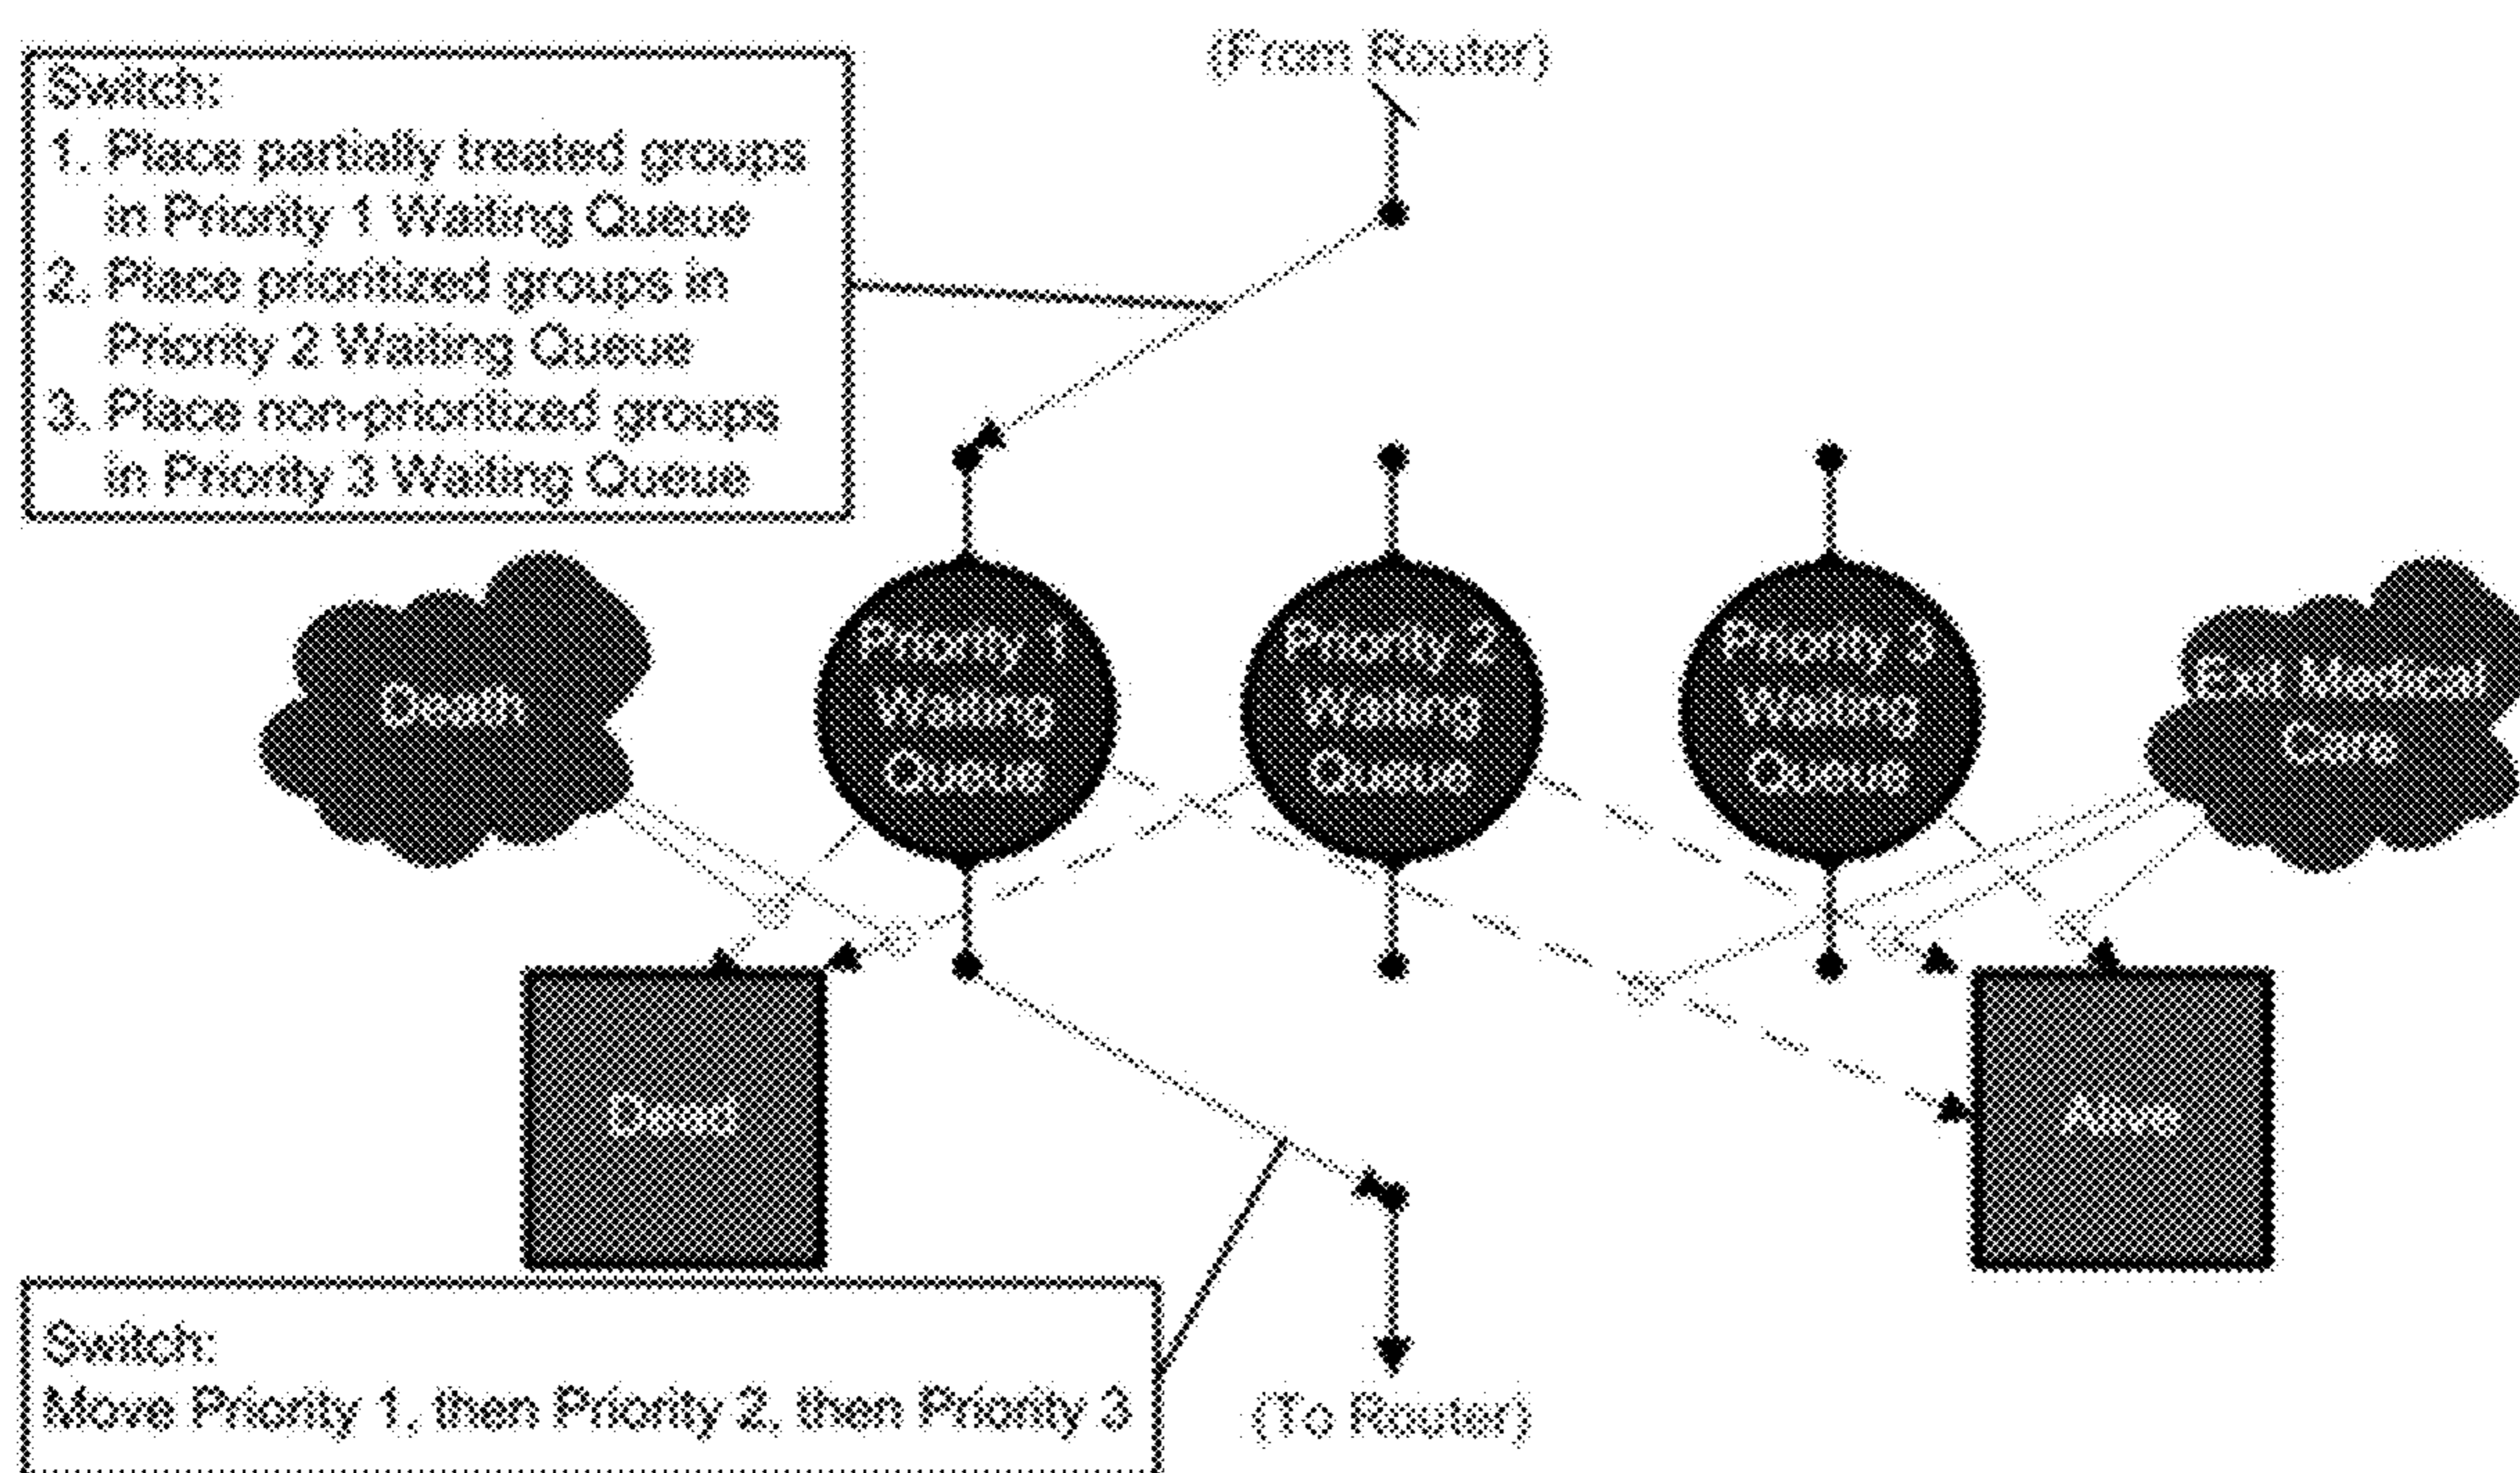 (From Router)
Switch:
1. Place partially treated groups
in Priority 1 Waiting Queue
2. Place prioritized groups in
Priority 2 Waiting Queue
3. Place non-prioritized groups
in Priority 3 Waiting Queue
Death
Priority 1
Waiting
Queue
Priority 2
Waiting
Queue
Priority 3
Waiting
Queue
Exit Medical
Care
Dead
Alive
Switch:
Move Priority 1, then Priority 2, then Priority 3
(To Router)